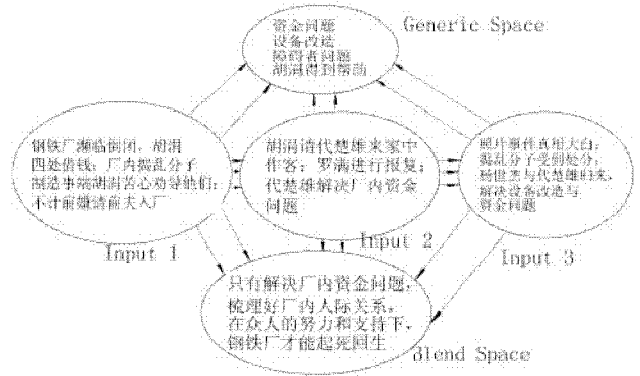 资金问题
设备改造
障碍者问题
胡润得到帮助
Generic Space
钢铁厂濒临倒闭，胡润
四处借钱；厂内捣乱分子
制造事端胡润苦心劝导他们；
不计前嫌请前夫入厂
Input 1
胡润请代楚雄来家中
作客；罗满进行报复；
代楚雄解决厂内资金
问题
Input 2
照片事件真相大白；
捣乱分子受到处分；
杨世杰与代楚雄归来，
解决设备改造与
资金问题
Input 3
只有解决厂内资金问题，
梳理好厂内人际关系，
在众人的努力和支持下，
钢铁厂才能起死回生
Blend Space